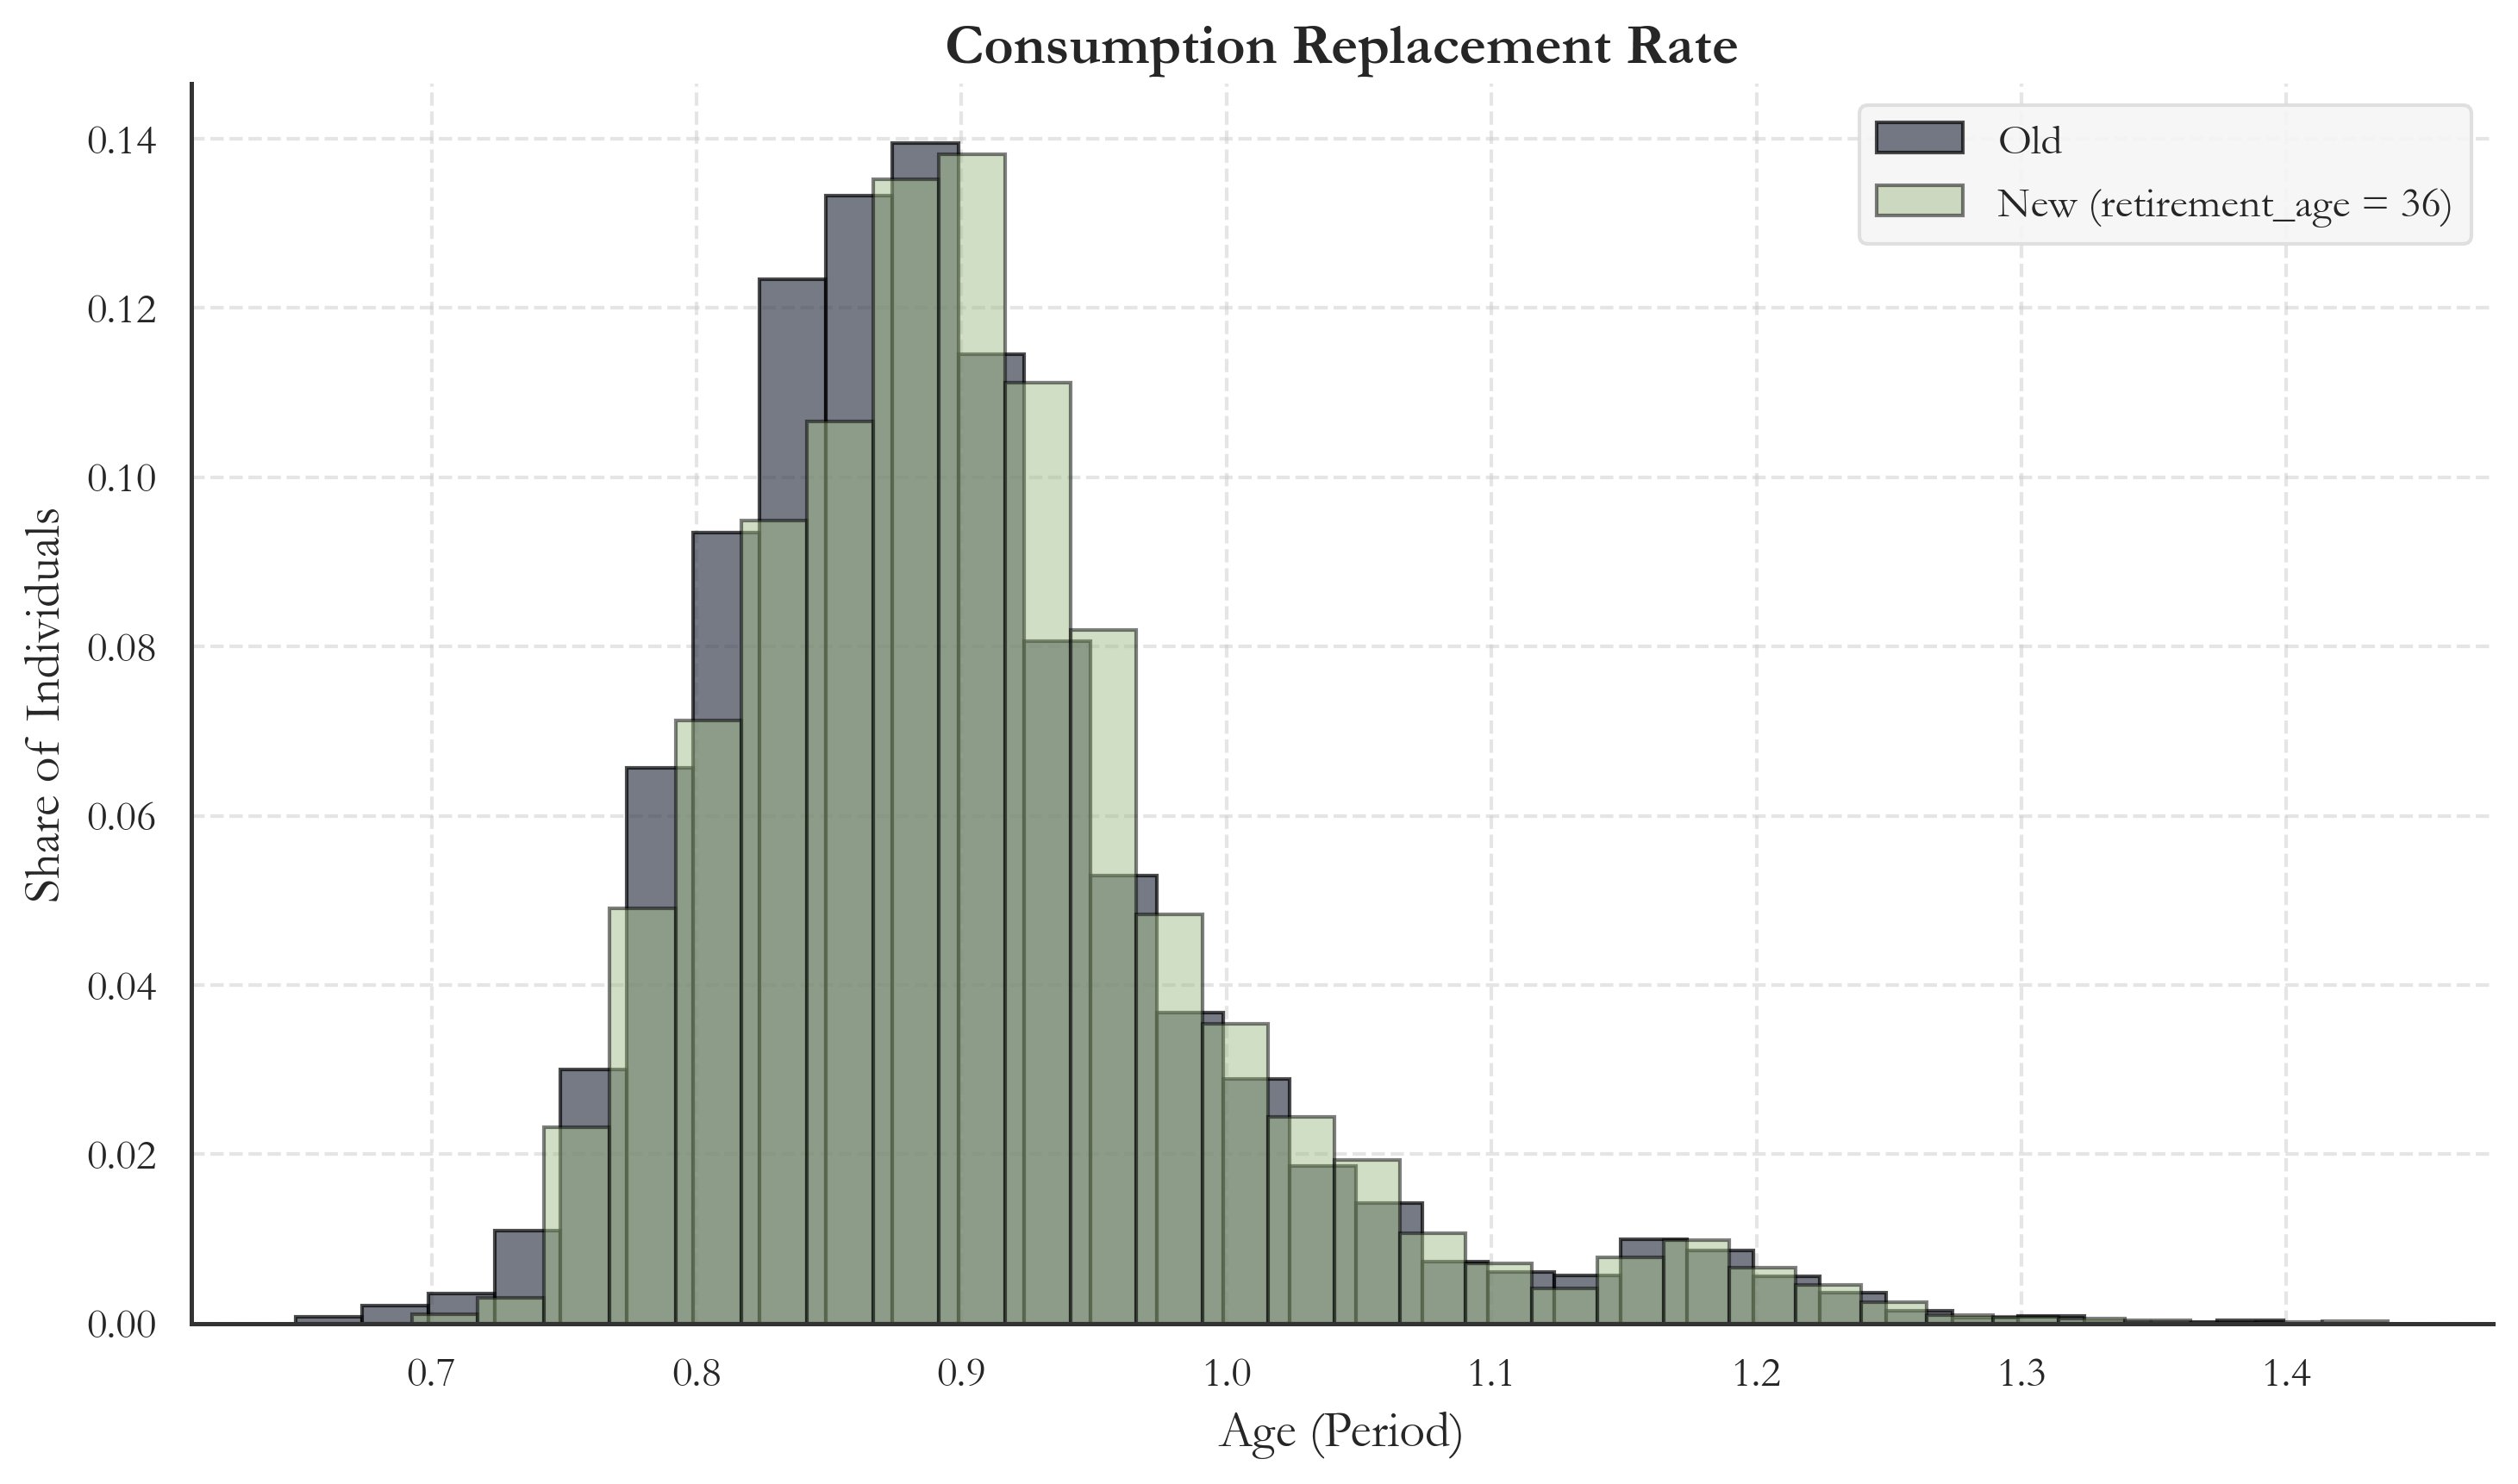 Consumption Replacement Rate
Old
New (retirement_age = 36)
Share of Individuals
0.14
0.12
0.10
0.08
0.06
0.04
0.02
0.00
0.7 0.8 0.9 1.0 1.1 1.2 1.3 1.4
Age (Period)